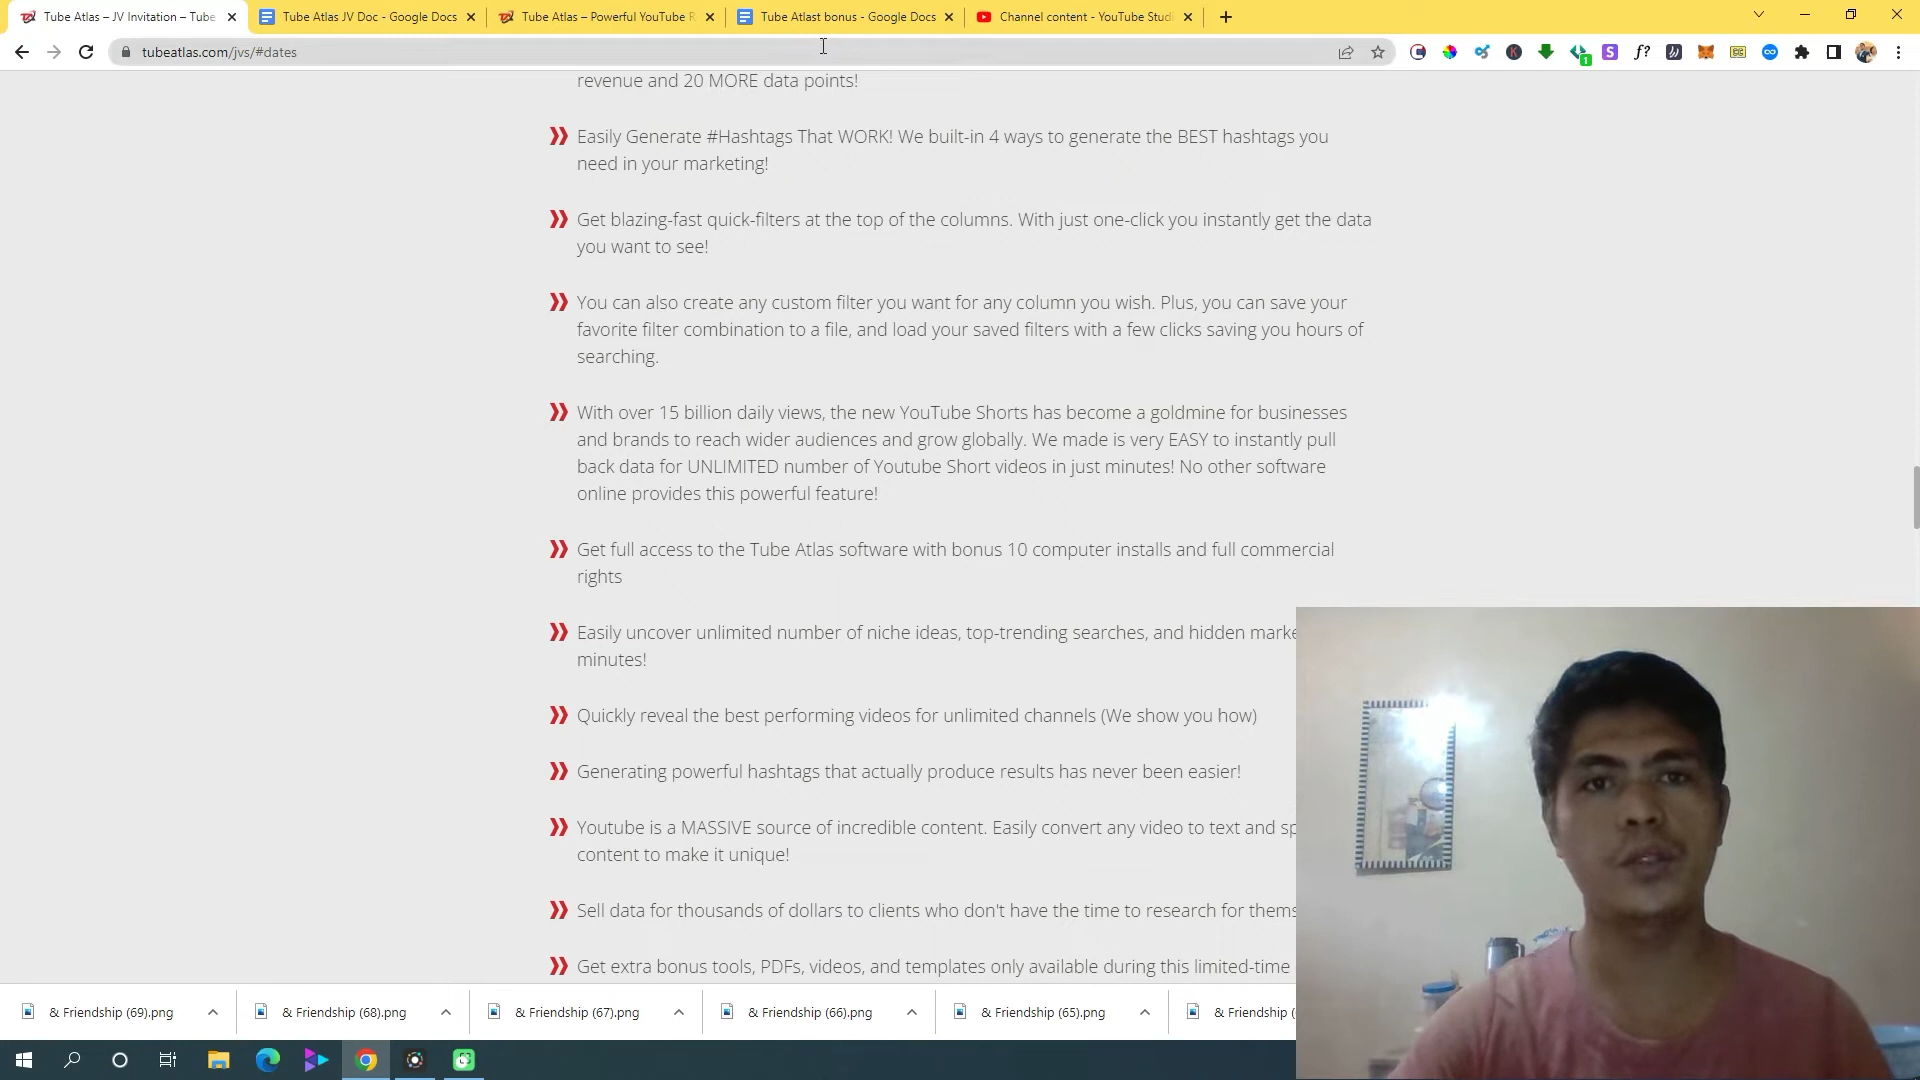 Tube Atlas – JV Invitation – Tube
Tube Atlas JV Doc - Google Docs
Tube Atlas – Powerful YouTube R
Tube Atlast bonus - Google Docs
Channel content - YouTube Stud
tubeatlas.com/jvs/#dates
revenue and 20 MORE data points!
Easily Generate #Hashtags That WORK! We built-in 4 ways to generate the BEST hashtags you
need in your marketing!
Get blazing-fast quick-filters at the top of the columns. With just one-click you instantly get the data
you want to see!
You can also create any custom filter you want for any column you wish. Plus, you can save your
favorite filter combination to a file, and load your saved filters with a few clicks saving you hours of
searching.
With over 15 billion daily views, the new YouTube Shorts has become a goldmine for businesses
and brands to reach wider audiences and grow globally. We made is very EASY to instantly pull
back data for UNLIMITED number of Youtube Short videos in just minutes! No other software
online provides this powerful feature!
Get full access to the Tube Atlas software with bonus 10 computer installs and full commercial
rights
Easily uncover unlimited number of niche ideas, top-trending searches, and hidden marke
minutes!
Quickly reveal the best performing videos for unlimited channels (We show you how)
Generating powerful hashtags that actually produce results has never been easier!
Youtube is a MASSIVE source of incredible content. Easily convert any video to text and sp
content to make it unique!
Sell data for thousands of dollars to clients who don't have the time to research for thems
Get extra bonus tools, PDFs, videos, and templates only available during this limited-time
& Friendship (69).png
& Friendship (68).png
& Friendship (67).png
& Friendship (66).png
& Friendship (65).png
& Friendship (